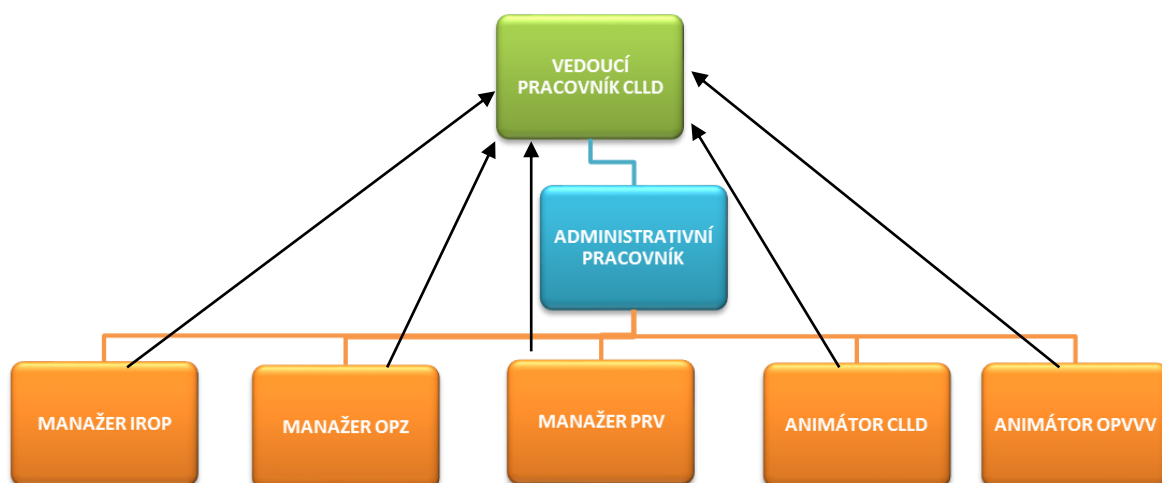 VEDOUCÍ
PRACOVNÍK CLLD
ADMINISTRATIVNÍ
PRACOVNÍK
MANAŽER IROP
MANAŽER OPZ
MANAŽER PRV
ANIMÁTOR CLLD
ANIMÁTOR OPVVV